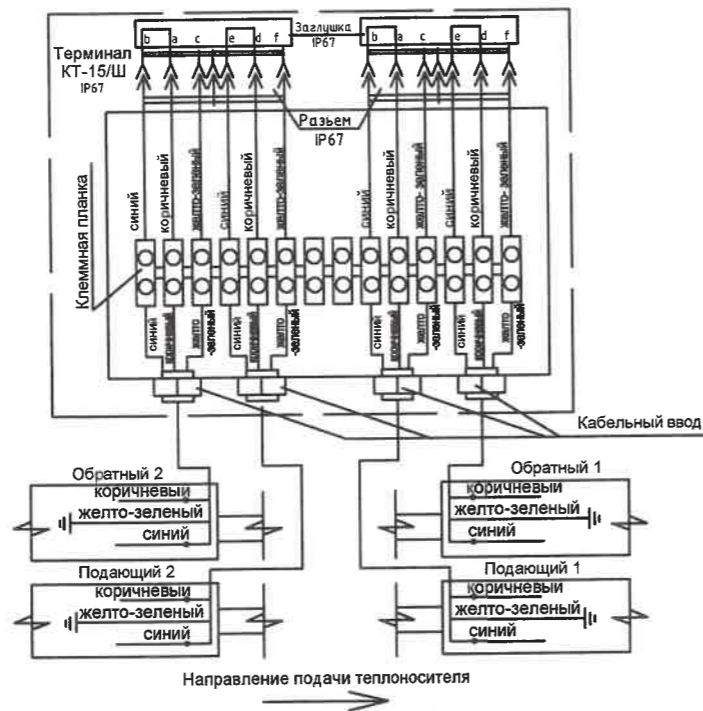 Заглушка
IP67
b a c e d f
b a c e d f
Терминал
КТ-15/Ш
IP67
Разъем
IP67
Клеммная планка
синий
коричневый
желто-зеленый
синий
коричневый
желто-зеленый
синий
коричневый
желто- зеленый
синий
коричневый
желто- зеленый
синий
коричневый
желто
-зеленый
синий
коричневый
желто
-зеленый
синий
коричневый
желто
-зеленый
синий
коричневый
желто
-зеленый
Кабельный ввод
Обратный 2
коричневый
желто-зеленый
синий
Обратный 1
коричневый
желто-зеленый
синий
Подающий 2
коричневый
желто-зеленый
синий
Подающий 1
коричневый
желто-зеленый
синий
Направление подачи теплоносителя